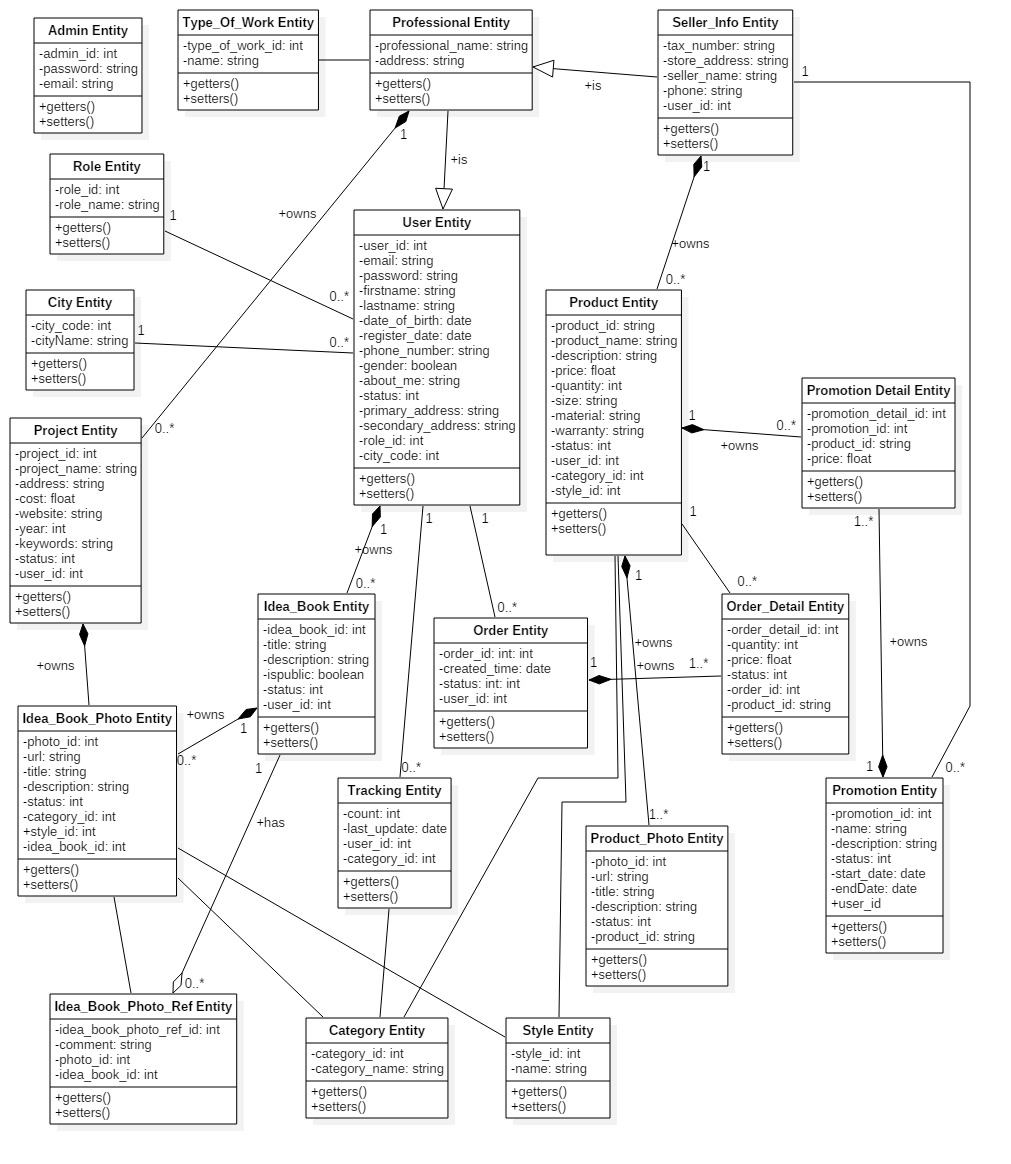 Admin Entity
-admin_id: int
-password: string
-email: string
+getters()
+setters()
Type_Of_Work Entity
-type_of_work_id: int
-name: string
+getters()
+setters()
Professional Entity
-professional_name: string
-address: string
+getters()
+setters()
Seller_Info Entity
-tax_number: string
-store_address: string
-seller_name: string
-phone: string
-user_id: int
+getters()
+setters()
+is
1
1
+is
1
+owns
Role Entity
-role_id: int
-role_name: string
+getters()
+setters()
1
0..*
+owns
0..*
City Entity
-city_code: int
-cityName: string
+getters()
+setters()
1
0..*
User Entity
-user_id: int
-email: string
-password: string
-firstname: string
-lastname: string
-date_of_birth: date
-register_date: date
-phone_number: string
-gender: boolean
-about_me: string
-status: int
-primary_address: string
-secondary_address: string
-role_id: int
-city_code: int
+getters()
+setters()
Product Entity
-product_id: string
-product_name: string
-description: string
-price: float
-quantity: int
-size: string
-material: string
-warranty: string
-status: int
-user_id: int
-category_id: int
-style_id: int
+getters()
+setters()
1
0..*
+owns
Promotion Detail Entity
-promotion_detail_id: int
-promotion_id: int
-product_id: string
-price: float
+getters()
+setters()
0..*
Project Entity
-project_id: int
-project_name: string
-address: string
-cost: float
-website: string
-year: int
-keywords: string
-status: int
-user_id: int
+getters()
+setters()
1
+owns
0..*
1
1
0..*
1
0..*
1..*
1
+owns
Idea_Book Entity
-idea_book_id: int
-title: string
-description: string
-ispublic: boolean
-status: int
-user_id: int
+getters()
+setters()
Order Entity
-order_id: int: int
-created_time: date
-status: int: int
-user_id: int
+getters()
+setters()
1
+owns
1..*
Order_Detail Entity
-order_detail_id: int
-quantity: int
-price: float
-status: int
-order_id: int
-product_id: string
+getters()
+setters()
+owns
+owns
Idea_Book_Photo Entity
-photo_id: int
-url: string
-title: string
-description: string
-status: int
-category_id: int
+style_id: int
-idea_book_id: int
+getters()
+setters()
+owns
1
0..*
1
+has
0..*
0..*
Tracking Entity
-count: int
-last_update: date
-user_id: int
-category_id: int
+getters()
+setters()
1..*
Product_Photo Entity
-photo_id: int
-url: string
-title: string
-description: string
-status: int
-product_id: string
+getters()
+setters()
1
0..*
Promotion Entity
-promotion_id: int
-name: string
-description: string
-status: int
-start_date: date
-endDate: date
+user_id
+getters()
+setters()
Idea_Book_Photo_Ref Entity
-idea_book_photo_ref_id: int
-comment: string
-photo_id: int
-idea_book_id: int
+getters()
+setters()
Category Entity
-category_id: int
-category_name: string
+getters()
+setters()
Style Entity
-style_id: int
-name: string
+getters()
+setters()